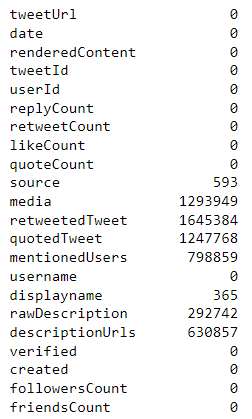 tweetUrl 0
date 0
renderedContent 0
tweetId 0
userId 0
replyCount 0
retweetCount 0
likeCount 0
quoteCount 0
source 593
media 1293949
retweetedTweet 1645384
quotedTweet 1247768
mentionedUsers 798859
username 0
displayname 365
rawDescription 292742
descriptionUrls 630857
verified 0
created 0
followersCount 0
friendsCount 0